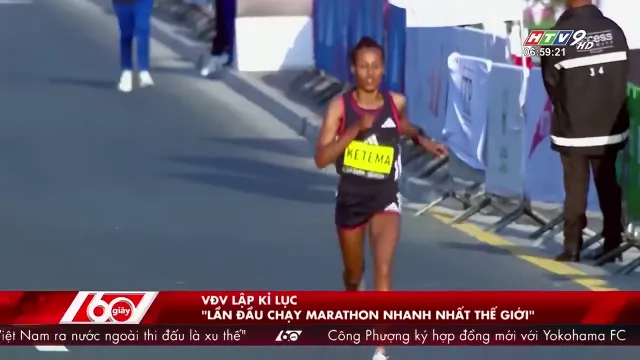 HTV9 HD
06:59:21
34
KETEMA
60 giây
VĐV LẬP KỈ LỤC
"LẦN ĐẦU CHẠY MARATHON NHANH NHẤT THẾ GIỚI"
Việt Nam ra nước ngoài thi đấu là xu thế"
Công Phượng ký hợp đồng mới với Yokohama FC